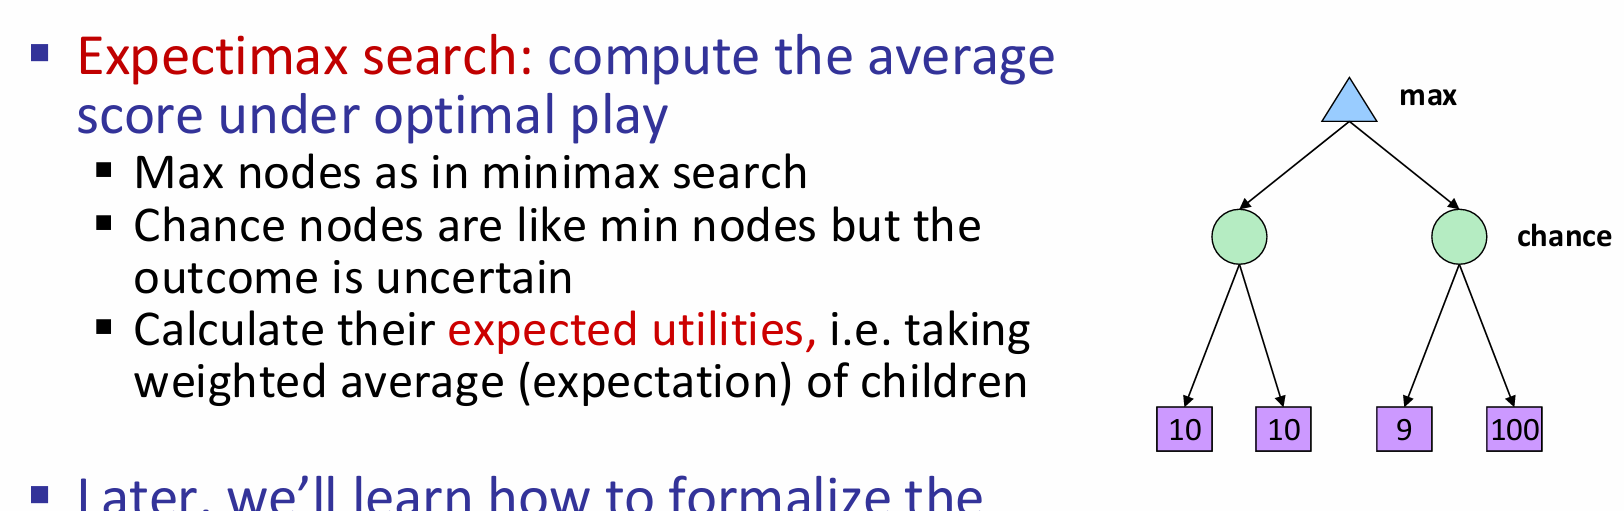 Expectimax search: compute the average
score under optimal play
Max nodes as in minimax search
Chance nodes are like min nodes but the
outcome is uncertain
Calculate their expected utilities, i.e. taking
weighted average (expectation) of children
Later, we'll learn how to formalize the
max
chance
10 10 9 100